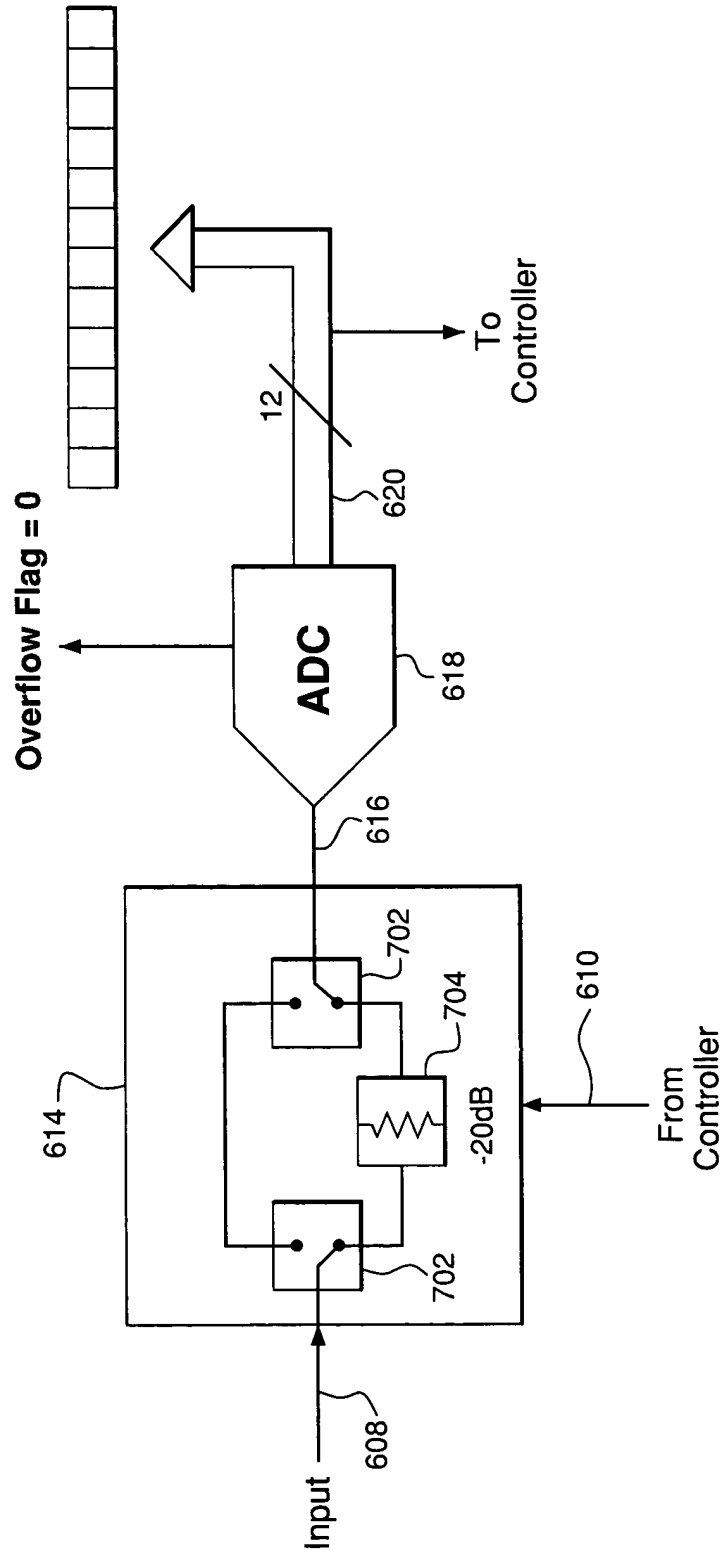 Overflow Flag = 0
12
620
To
Controller
ADC
618
616
614
702
702
704
-20dB
610
From
Controller
Input
608